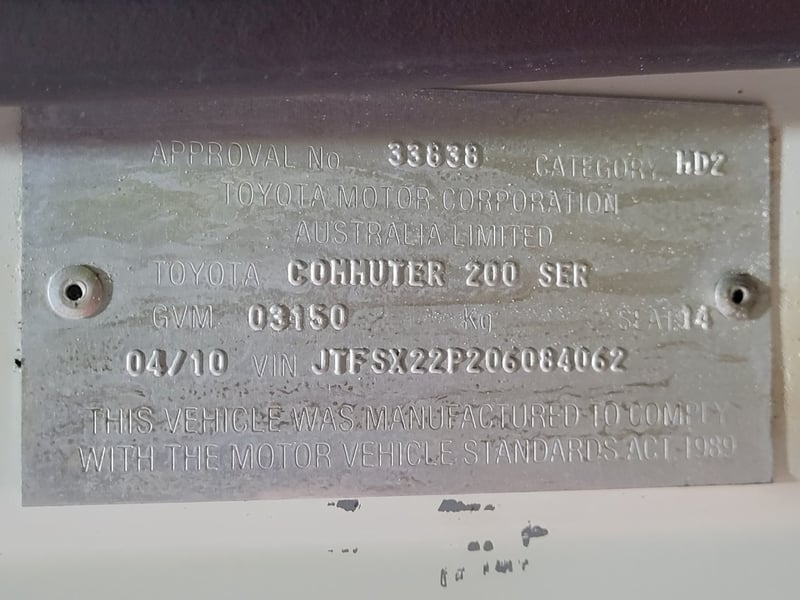 APPROVAL No 33638 CATEGORY MD2
TOYOTA MOTOR CORPORATION
AUSTRALIA LIMITED
TOYOTA COMMUTER 200 SER
GVM 03150 Kg SEAT 14
04/10 VIN JTFSX22P206084062
THIS VEHICLE WAS MANUFACTURED TO COMPLY
WITH THE MOTOR VEHICLE STANDARDS ACT 1989